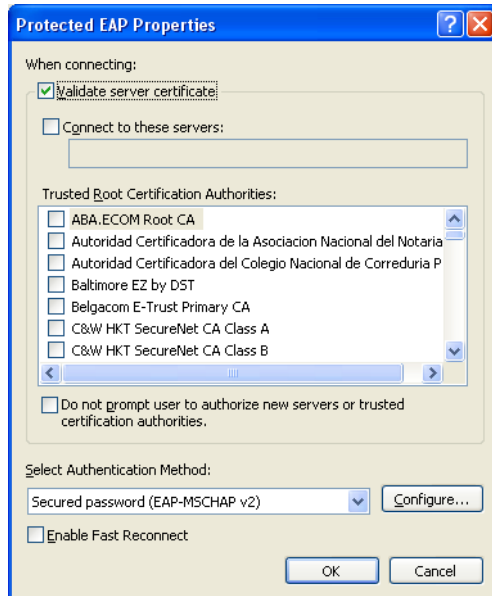 Protected EAP Properties
When connecting:
Validate server certificate
Connect to these servers:
Trusted Root Certification Authorities:
ABA.ECOM Root CA
Autoridad Certificadora de la Asociacion Nacional del Notaria
Autoridad Certificadora del Colegio Nacional de Correduria P
Baltimore EZ by DST
Belgacom E-Trust Primary CA
C&W HKT SecureNet CA Class A
C&W HKT SecureNet CA Class B
Do not prompt user to authorize new servers or trusted
certification authorities.
Select Authentication Method:
Secured password (EAP-MSCHAP v2)
Configure...
Enable Fast Reconnect
OK Cancel